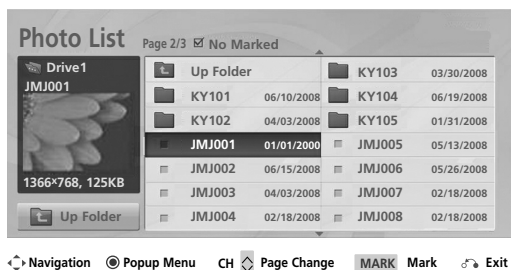 Photo List Page 2/3 No Marked
Drive1
JMJ001
1366×768, 125KB
Up Folder
Up Folder
KY101 06/10/2008
KY102 04/03/2008
JMJ001 01/01/2000
JMJ002 06/15/2008
JMJ003 04/03/2008
JMJ004 02/18/2008
KY103 03/30/2008
KY104 06/19/2008
KY105 01/31/2008
JMJ005 05/13/2008
JMJ006 05/26/2008
JMJ007 02/18/2008
JMJ008 02/18/2008
Navigation Popup Menu CH Page Change MARK Mark Exit